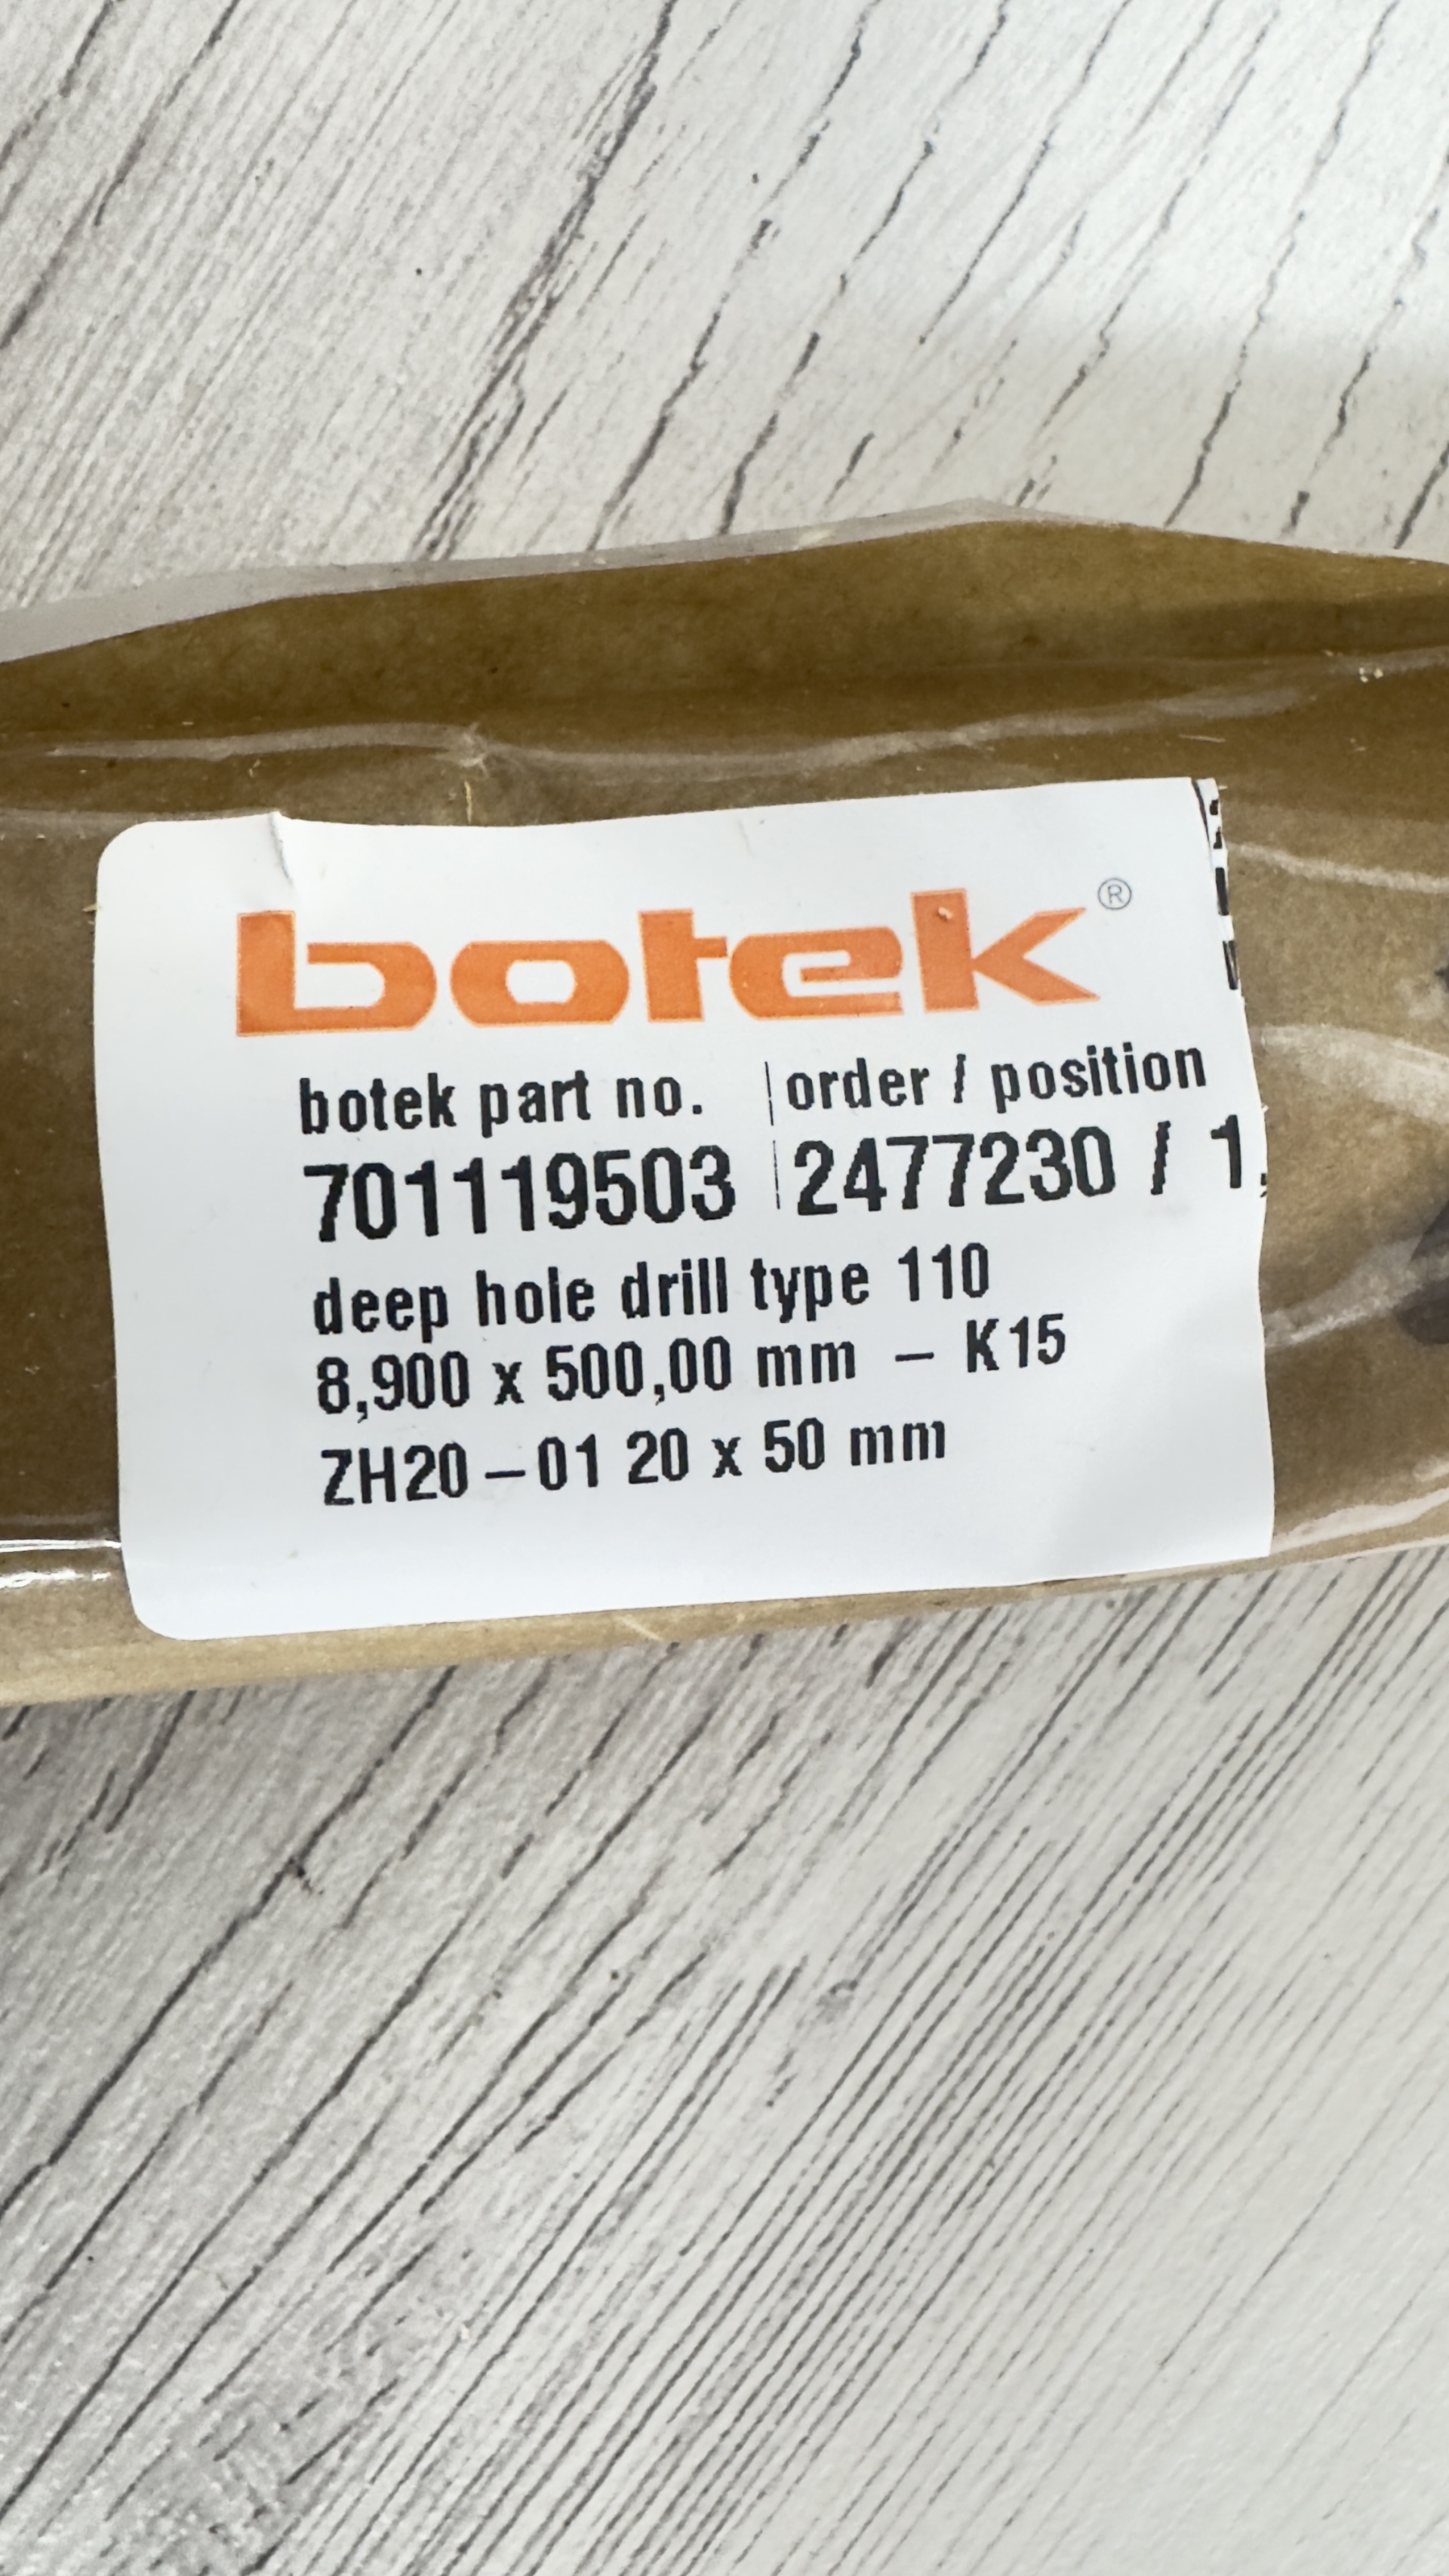 botek®
botek part no. | order / position
701119503 | 2477230 / 1,
deep hole drill type 110
8,900 x 500,00 mm – K15
ZH20–01 20 x 50 mm